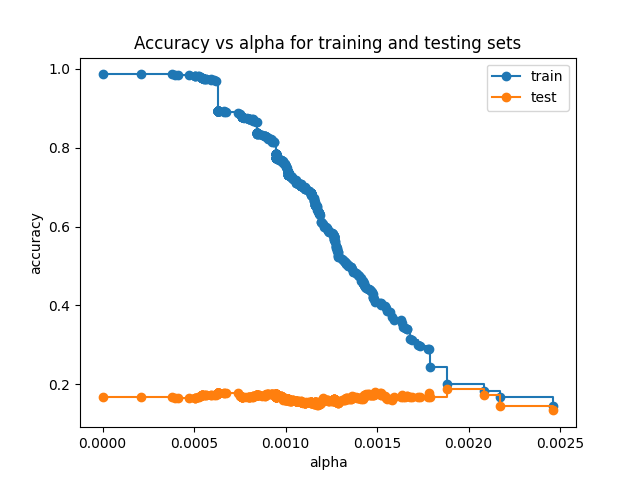 Accuracy vs alpha for training and testing sets
train
test
1.0
0.8
0.6
0.4
0.2
accuracy
0.0000
0.0005
0.0010
0.0015
0.0020
0.0025
alpha